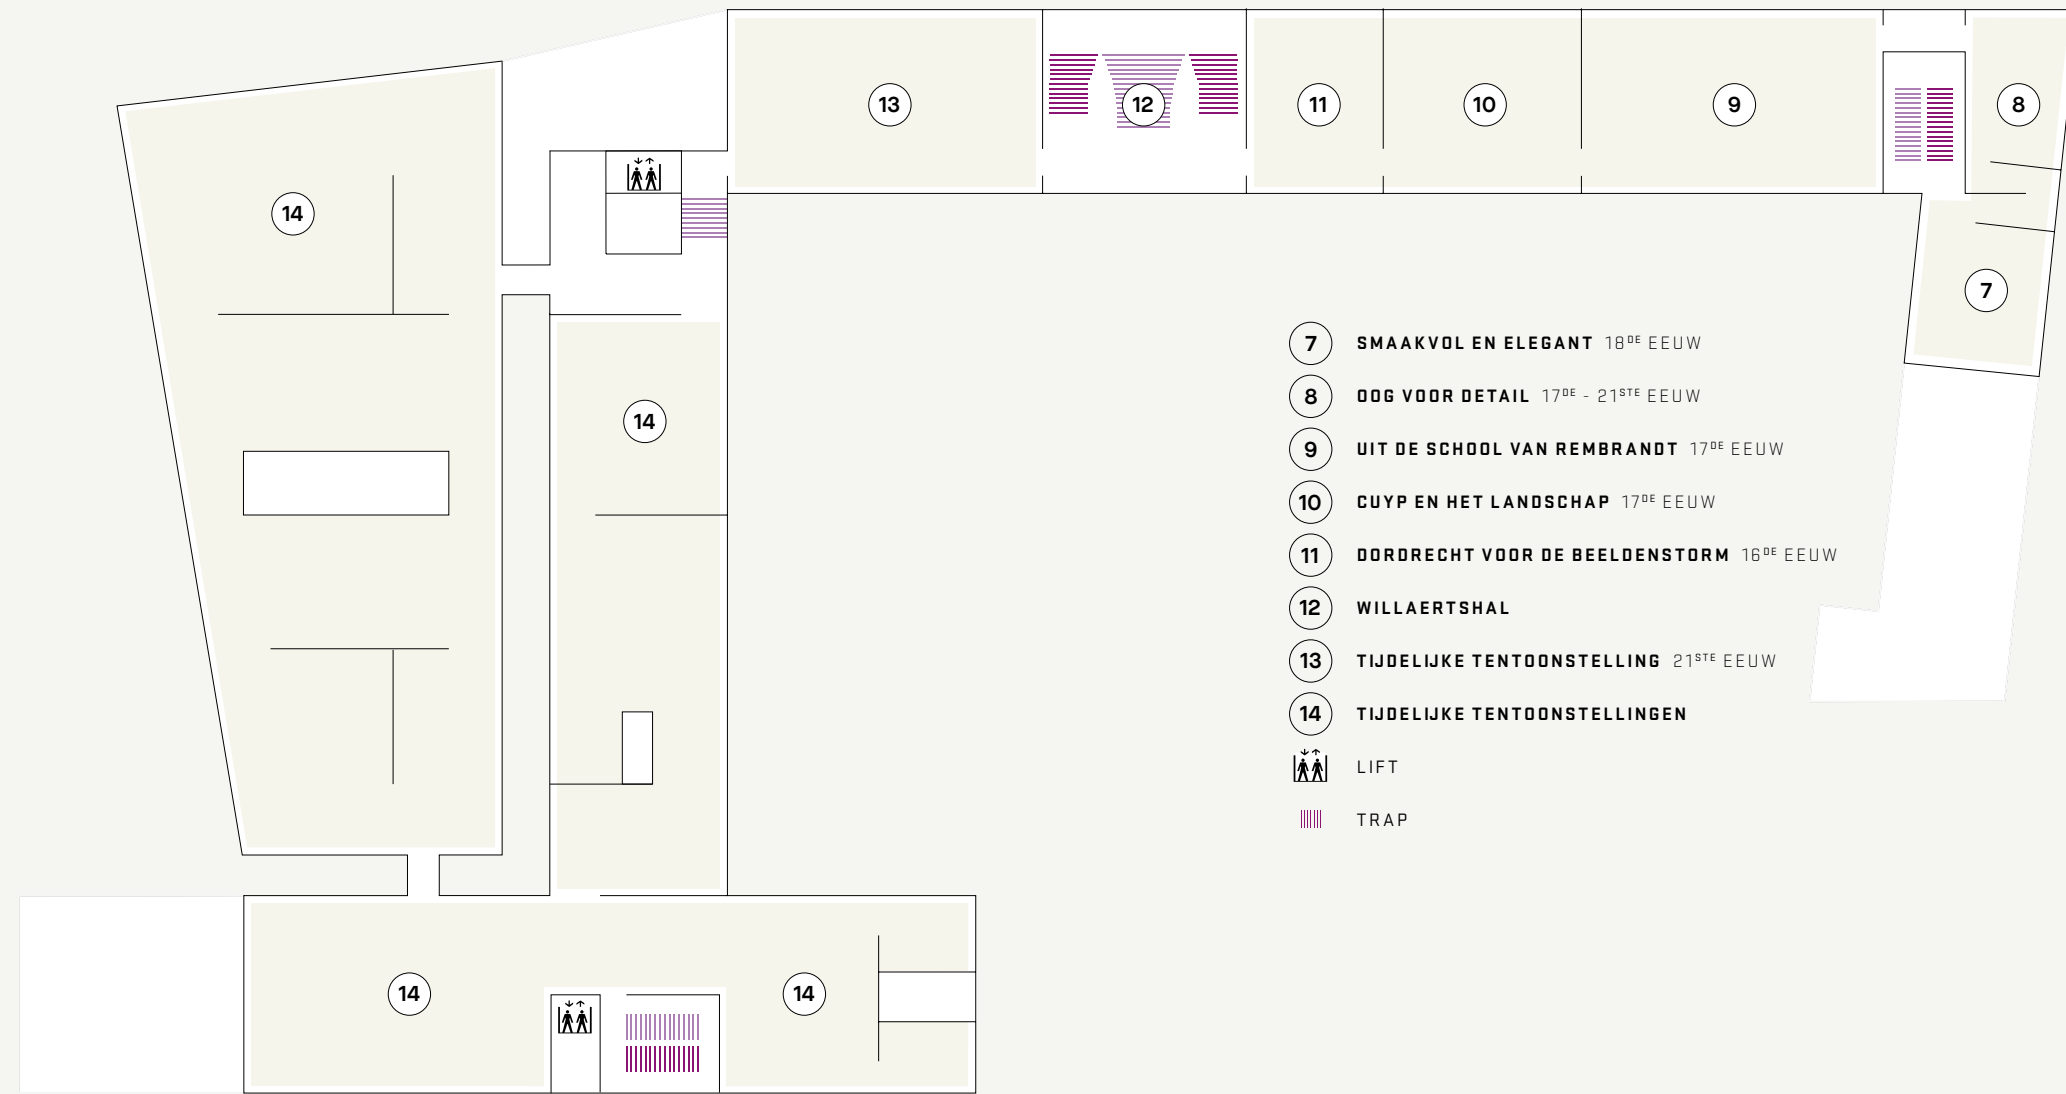 13
12
11
10
9
8
14
7
14
14
14
7 SMAAKVOL EN ELEGANT 18DE EEUW
8 OOG VOOR DETAIL 17DE - 21STE EEUW
9 UIT DE SCHOOL VAN REMBRANDT 17DE EEUW
10 CUYP EN HET LANDSCHAP 17DE EEUW
11 DORDRECHT VOOR DE BEELDENSTORM 16DE EEUW
12 WILLAERTSHAL
13 TIJDELIJKE TENTOONSTELLING 21STE EEUW
14 TIJDELIJKE TENTOONSTELLINGEN
LIFT
TRAP